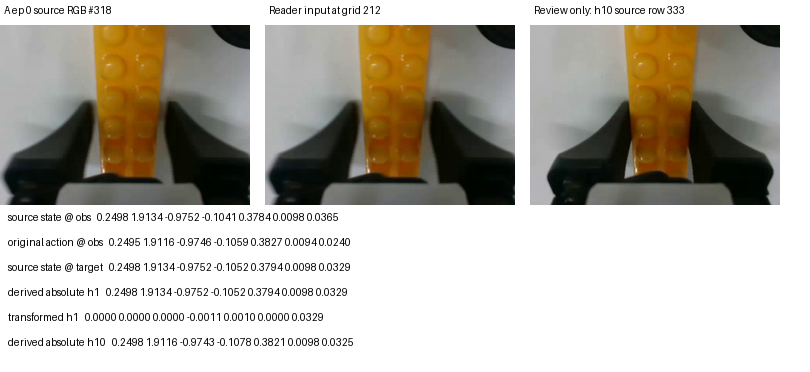 A ep 0 source RGB #318
Reader input at grid 212
Review only: h10 source row 333
source state @ obs 0.2498 1.9134 -0.9752 -0.1041 0.3784 0.0098 0.0365
original action @ obs 0.2495 1.9116 -0.9746 -0.1059 0.3827 0.0094 0.0240
source state @ target 0.2498 1.9134 -0.9752 -0.1052 0.3794 0.0098 0.0329
derived absolute h1 0.2498 1.9134 -0.9752 -0.1052 0.3794 0.0098 0.0329
transformed h1 0.0000 0.0000 0.0000 -0.0011 0.0010 0.0000 0.0329
derived absolute h10 0.2498 1.9116 -0.9743 -0.1078 0.3821 0.0098 0.0325